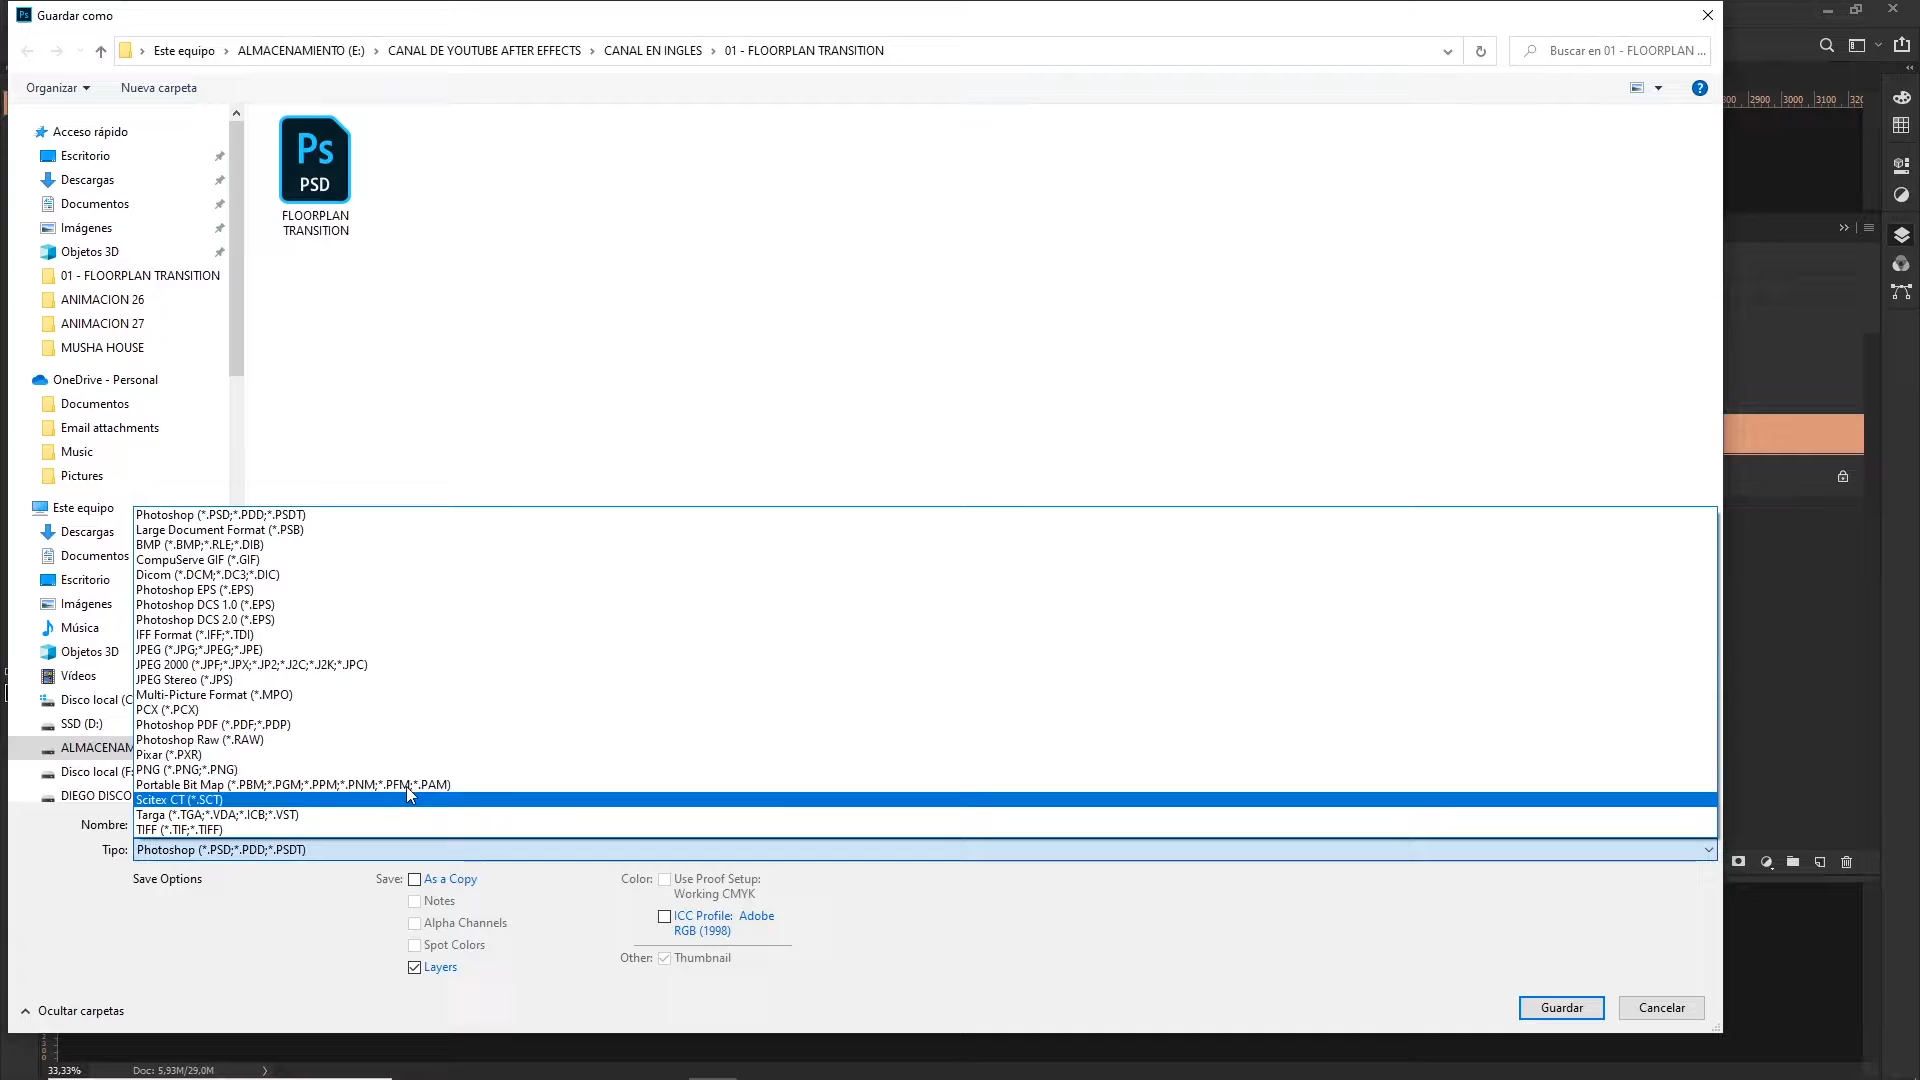 Ps Guardar como
Este equipo › ALMACENAMIENTO (E:) › CANAL DE YOUTUBE AFTER EFFECTS › CANAL EN INGLES › 01 - FLOORPLAN TRANSITION
Buscar en 01 - FLOORPLAN ...
Organizar
Nueva carpeta
2900 3000 3100
Acceso rápido
Escritorio
Descargas
Documentos
Imágenes
Objetos 3D
01 - FLOORPLAN TRANSITION
ANIMACION 26
ANIMACION 27
MUSHA HOUSE
OneDrive - Personal
Documentos
Email attachments
Music
Pictures
Este equipo
Descargas
Documentos
Escritorio
Imágenes
Música
Objetos 3D
Vídeos
Disco local (C
SSD (D:)
ALMACENAM
Disco local (F:
DIEGO DISCO
Ps
PSD
FLOORPLAN
TRANSITION
Photoshop (*.PSD;*.PDD;*.PSDT)
Large Document Format (*.PSB)
BMP (*.BMP;*.RLE;*.DIB)
CompuServe GIF (*.GIF)
Dicom (*.DCM;*.DC3;*.DIC)
Photoshop EPS (*.EPS)
Photoshop DCS 1.0 (*.EPS)
Photoshop DCS 2.0 (*.EPS)
IFF Format (*.IFF;*.TDI)
JPEG (*.JPG;*.JPEG;*.JPE)
JPEG 2000 (*.JPF;*.JPX;*.JP2;*.J2C;*.J2K;*.JPC)
JPEG Stereo (*.JPS)
Multi-Picture Format (*.MPO)
PCX (*.PCX)
Photoshop PDF (*.PDF;*.PDP)
Photoshop Raw (*.RAW)
Pixar (*.PXR)
PNG (*.PNG;*.PNG)
Portable Bit Map (*.PBM;*.PGM;*.PPM;*.PNM;*.PFM;*.PAM)
Scitex CT (*.SCT)
Targa (*.TGA;*.VDA;*.ICB;*.VST)
TIFF (*.TIF;*.TIFF)
Nombre:
Tipo: Photoshop (*.PSD;*.PDD;*.PSDT)
Save Options
Save: As a Copy
Notes
Alpha Channels
Spot Colors
Layers
Color: Use Proof Setup:
Working CMYK
ICC Profile: Adobe
RGB (1998)
Other: Thumbnail
Ocultar carpetas
Guardar
Cancelar
33,33%
Doc: 5,93M/29,0M